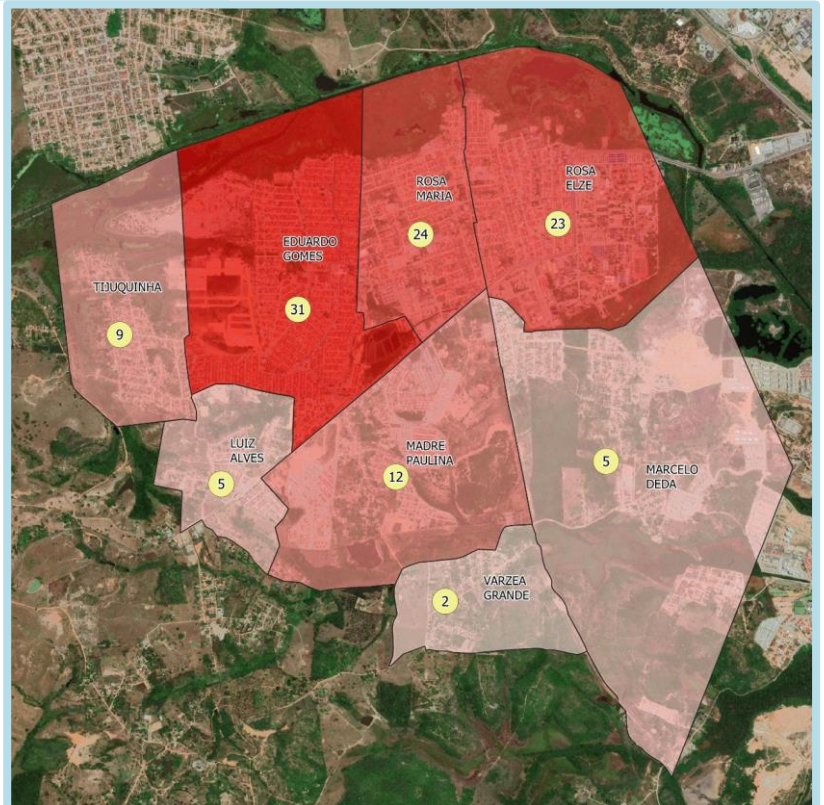 ROSA
MARIA
24
ROSA
ELZE
23
EDUARDO
GOMES
31
TIJUQUINHA
9
LUIZ
ALVES
5
MADRE
PAULINA
12
5
MARCELO
DEDA
VARZEA
GRANDE
2